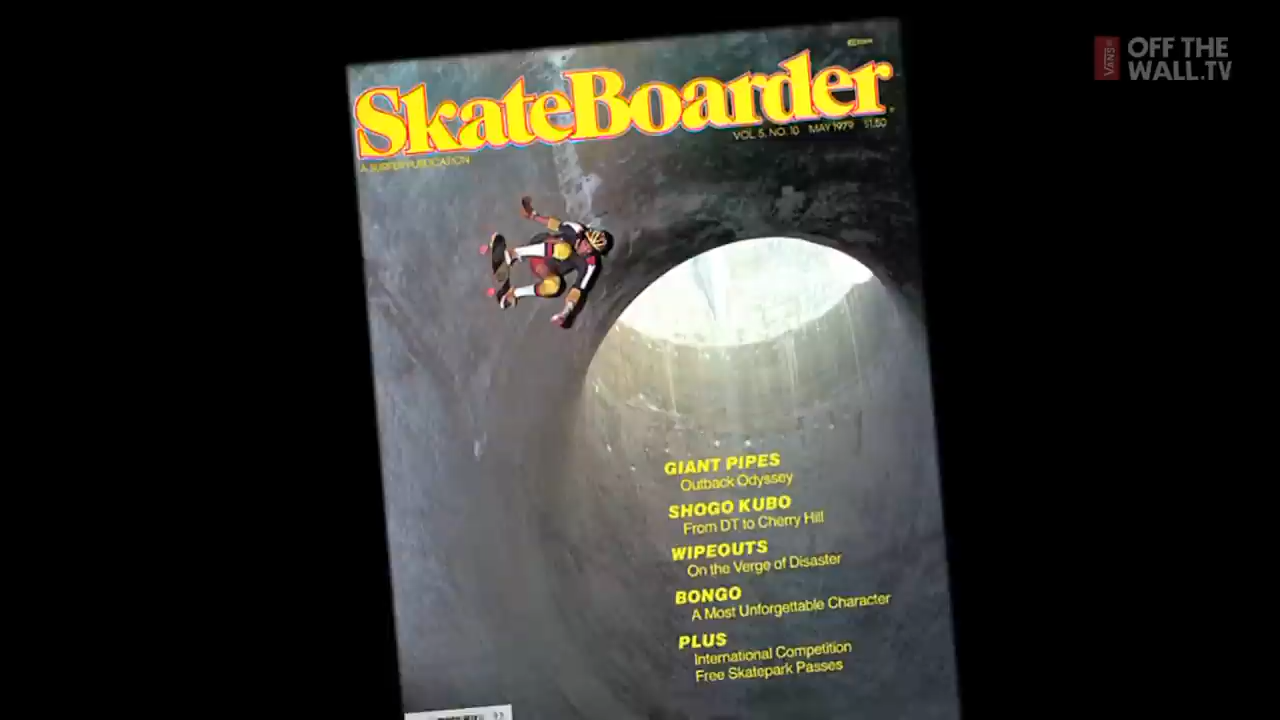 VANS
OFF THE
WALL.TV
SkateBoarder
VOL. 5, NO. 10 MAY 1979 $1.50
A SURFER PUBLICATION
GIANT PIPES
Outback Odyssey
SHOGO KUBO
From DT to Cherry Hill
WIPEOUTS
On the Verge of Disaster
BONGO
A Most Unforgettable Character
PLUS
International Competition
Free Skatepark Passes